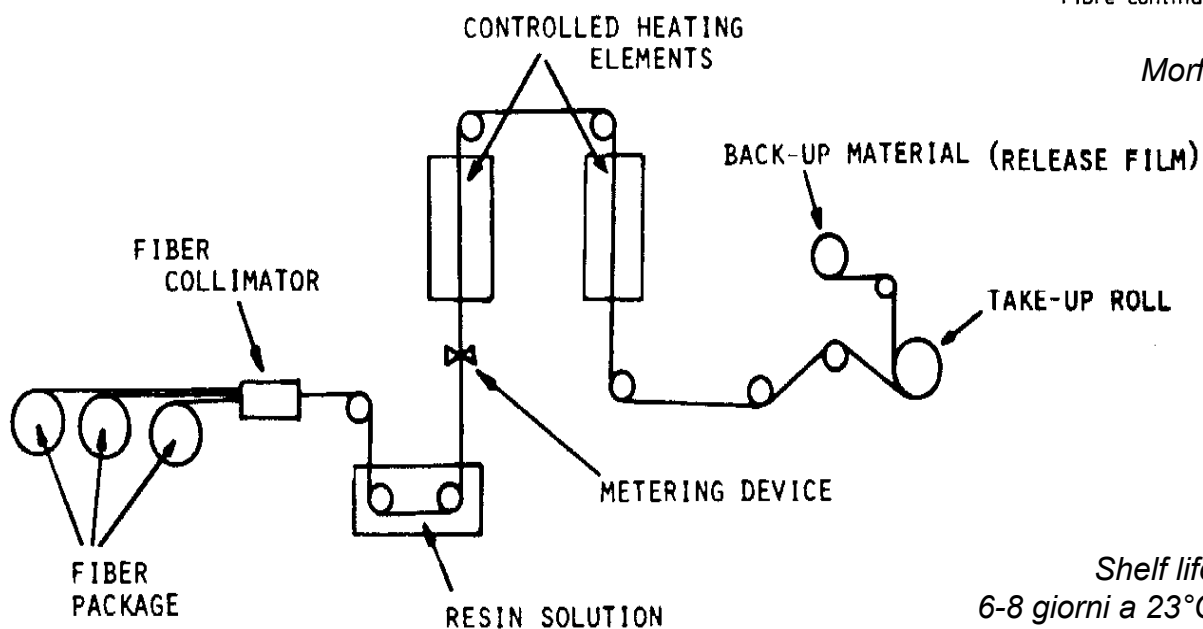 CONTROLLED HEATING
ELEMENTS
BACK-UP MATERIAL (RELEASE FILM)
FIBER
COLLIMATOR
TAKE-UP ROLL
METERING DEVICE
FIBER
PACKAGE
RESIN SOLUTION
Shelf life
6-8 giorni a 23°C